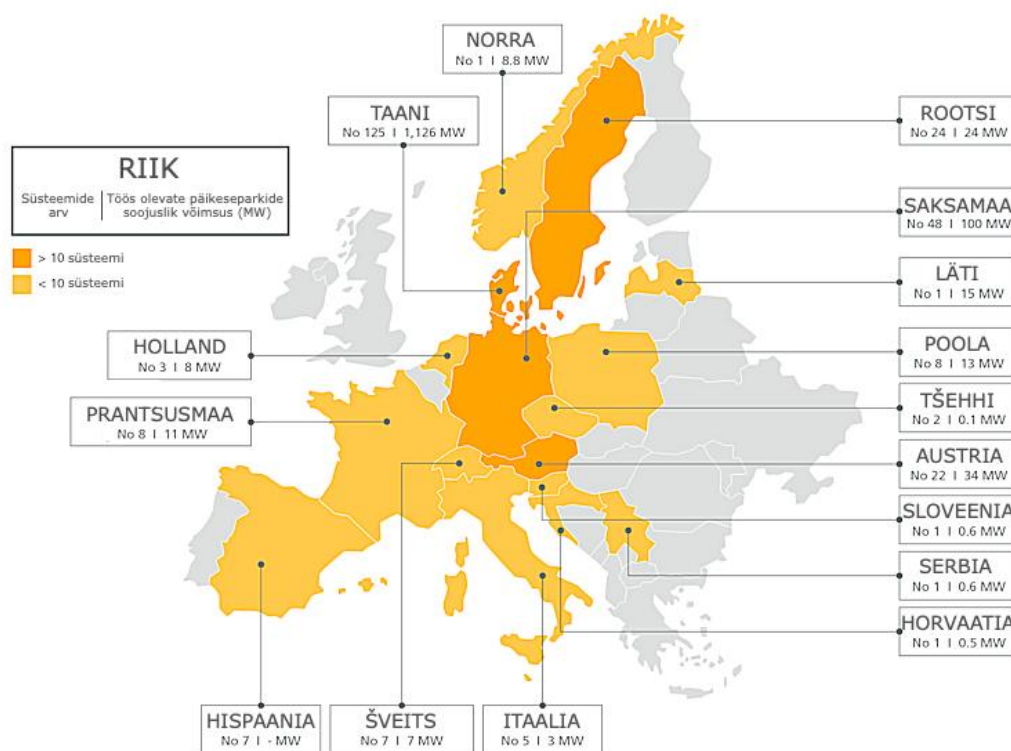 NORRA
No 1 I 8.8 MW
TAANI
No 125 I 1,126 MW
ROOTSI
No 24 I 24 MW
RIIK
Süsteemide arv | Töös olevate päikeseparkide soojuslik võimsus (MW)
> 10 süsteemi
< 10 süsteemi
SAKSAMAA
No 48 I 100 MW
LÄTI
No 1 I 15 MW
HOLLAND
No 3 I 8 MW
POOLA
No 8 I 13 MW
PRANTSUSMAA
No 8 I 11 MW
TŠEHHI
No 2 I 0.1 MW
AUSTRIA
No 22 I 34 MW
SLOVEENIA
No 1 I 0.6 MW
SERBIA
No 1 I 0.6 MW
HORVAATIA
No 1 I 0.5 MW
HISPAANIA
No 7 I - MW
ŠVEITS
No 7 I 7 MW
ITAALIA
No 5 I 3 MW